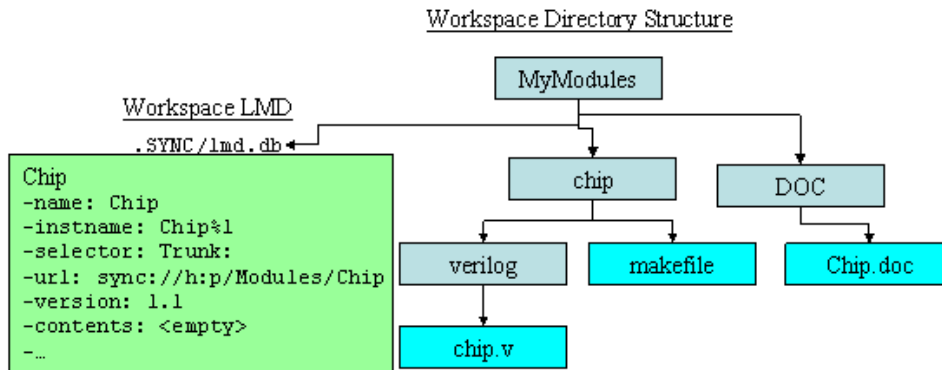 Workspace Directory Structure
MyModules
Workspace LMD
.SYNC/lmd.db
chip
DOC
verilog
makefile
Chip.doc
chip.v
Chip
-name: Chip
-instname: Chip%1
-selector: Trunk:
-url: sync://h:p/Modules/Chip
-version: 1.1
-contents: <empty>
-…